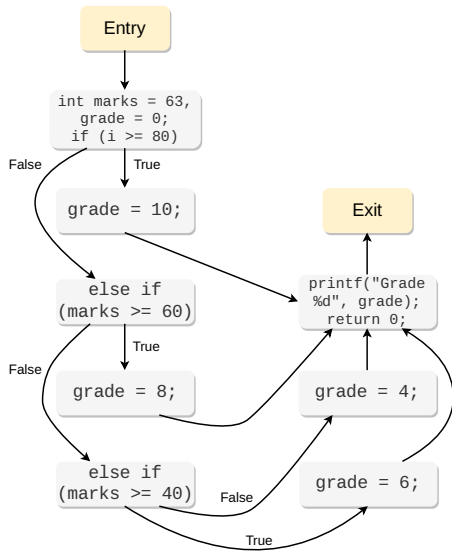 Entry
int marks = 63,
grade = 0;
if (i >= 80)
False
True
grade = 10;
Exit
else if
(marks >= 60)
printf("Grade
%d", grade);
return 0;
True
False
grade = 8;
grade = 4;
else if
(marks >= 40)
False
grade = 6;
True